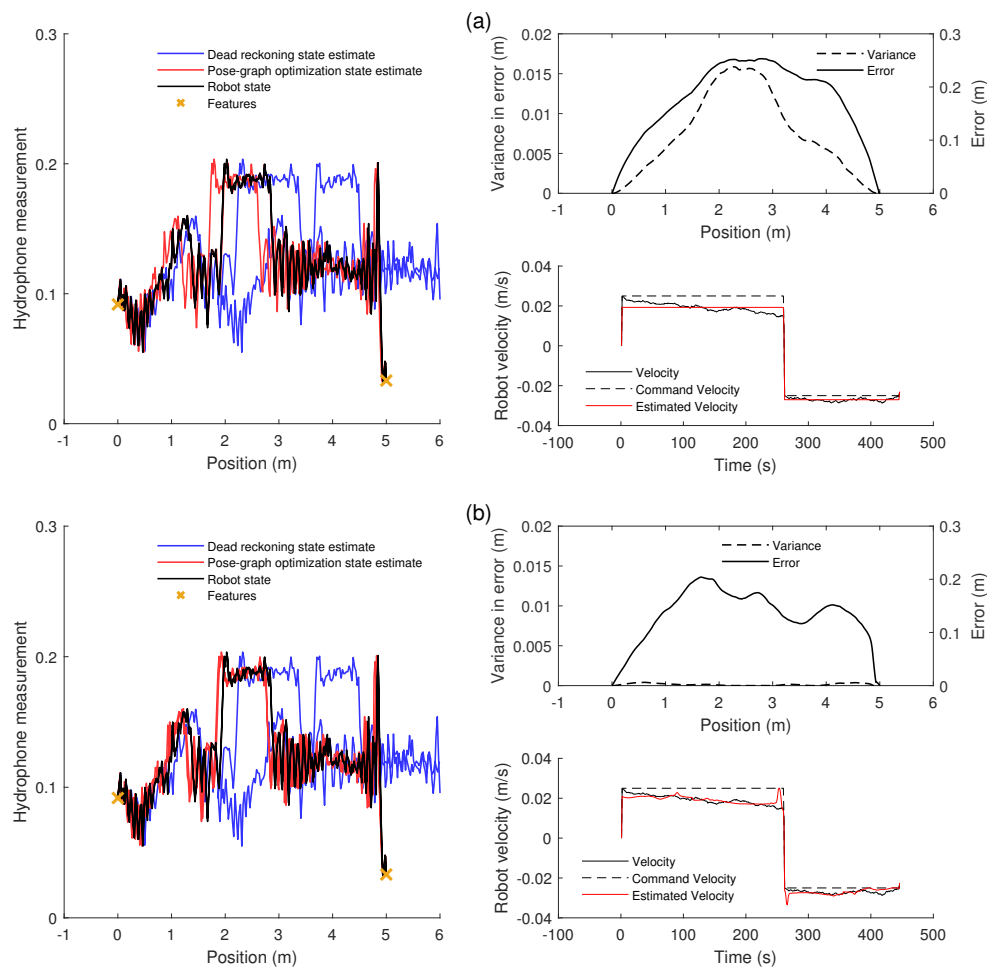 (a)
0.3
0.2
0.1
0
Hydrophone measurement
Dead reckoning state estimate
Pose-graph optimization state estimate
Robot state
Features
-1 0 1 2 3 4 5 6
Position (m)
0.02
0.015
0.01
0.005
0
Variance in error (m)
Variance
Error
0.3
0.2
0.1
0
Error (m)
-1 0 1 2 3 4 5 6
Position (m)
0.04
0.02
0
-0.02
-0.04
Robot velocity (m/s)
Velocity
Command Velocity
Estimated Velocity
-100 0 100 200 300 400 500
Time (s)
(b)
0.3
0.2
0.1
0
Hydrophone measurement
Dead reckoning state estimate
Pose-graph optimization state estimate
Robot state
Features
-1 0 1 2 3 4 5 6
Position (m)
0.02
0.015
0.01
0.005
0
Variance in error (m)
Variance
Error
0.3
0.2
0.1
0
Error (m)
-1 0 1 2 3 4 5 6
Position (m)
0.04
0.02
0
-0.02
-0.04
Robot velocity (m/s)
Velocity
Command Velocity
Estimated Velocity
-100 0 100 200 300 400 500
Time (s)